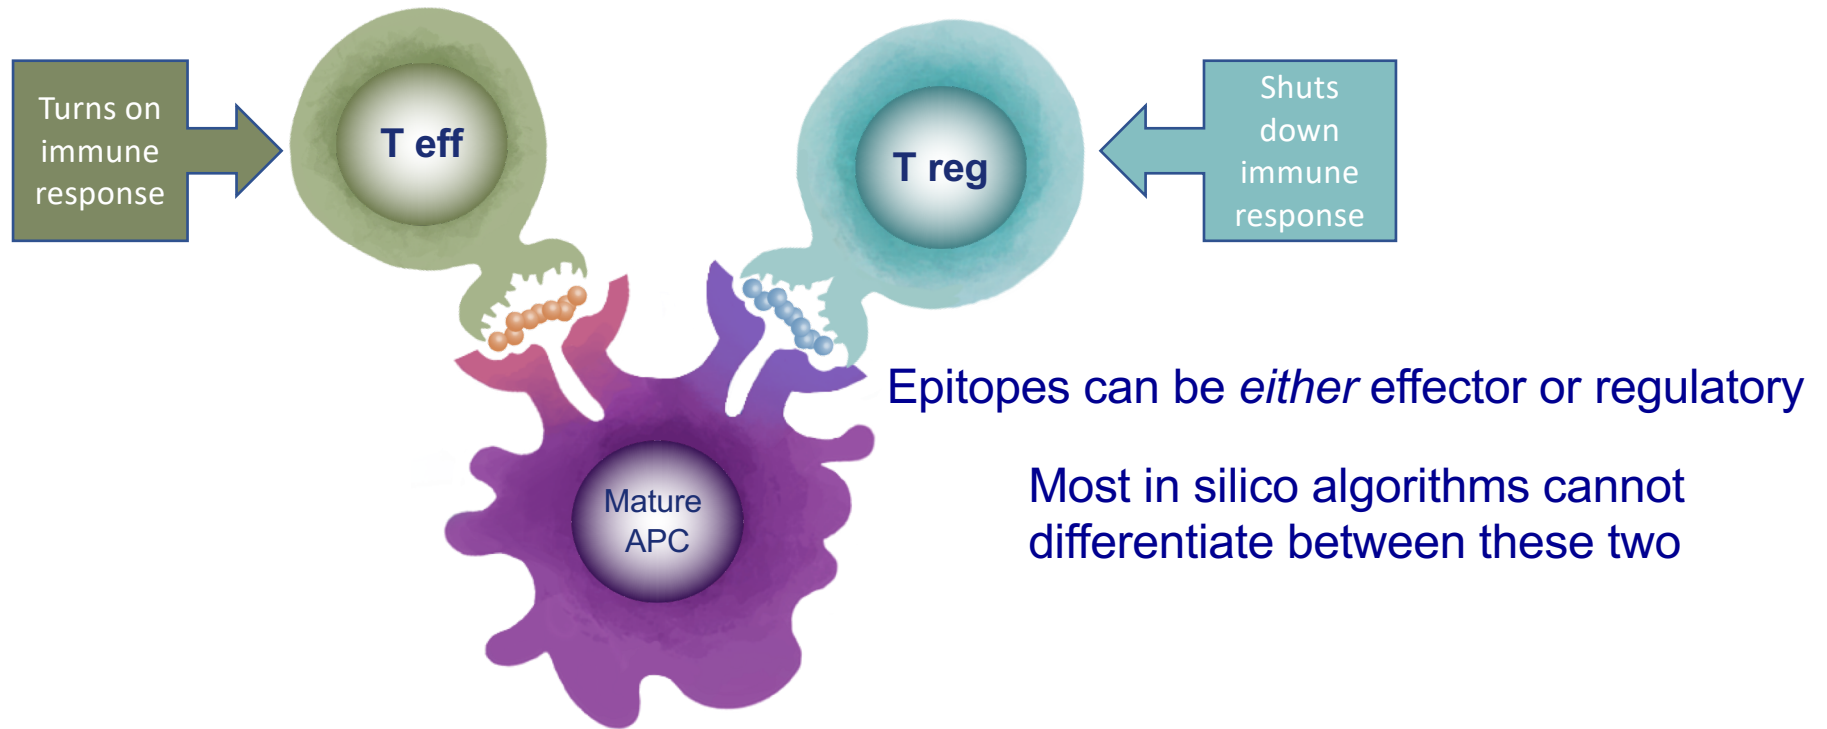 Turns on
immune
response
T eff
T reg
Shuts
down
immune
response
Epitopes can be either effector or regulatory
Most in silico algorithms cannot
differentiate between these two
Mature
APC